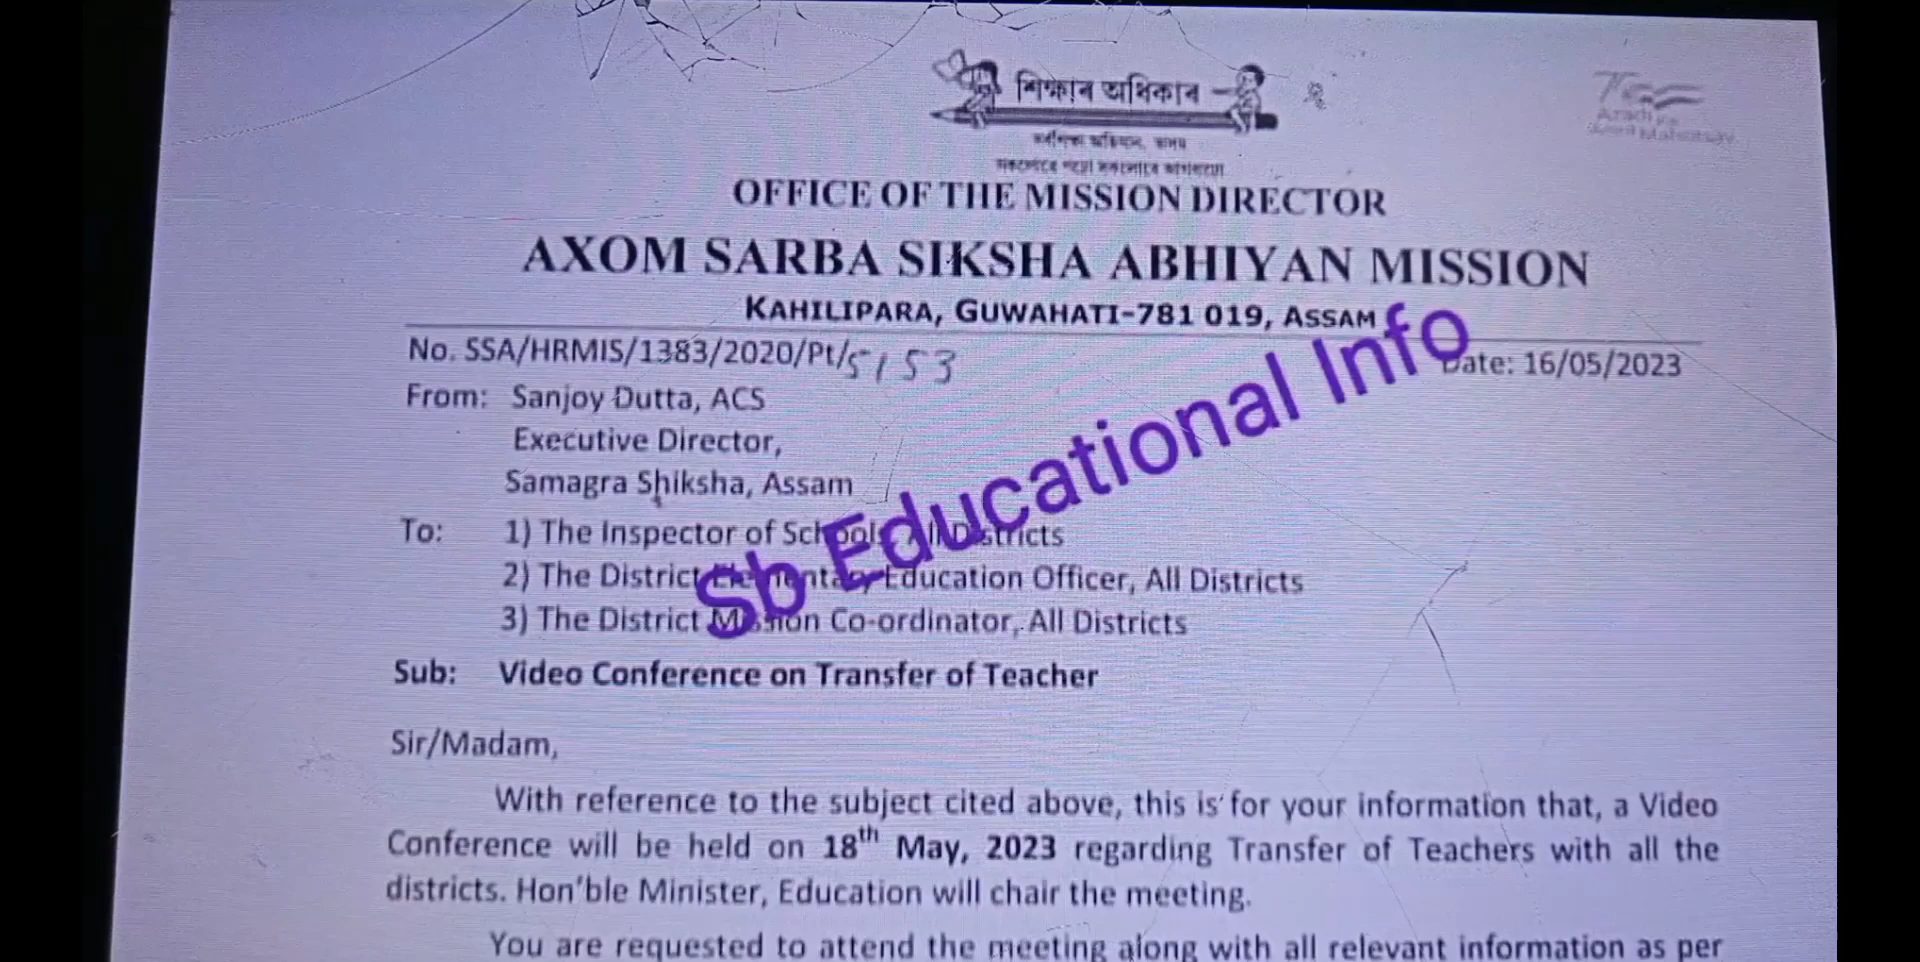 শিক্ষাৰ অধিকাৰ
OFFICE OF THE MISSION DIRECTOR
AXOM SARBA SIKSHA ABHIYAN MISSION
KAHILIPARA, GUWAHATI-781 019, ASSAM
No. SSA/HRMIS/1383/2020/Pt/5153
Date: 16/05/2023
From: Sanjoy Dutta, ACS
Executive Director,
Samagra Shiksha, Assam
To: 1) The Inspector of Schools, All Districts
2) The District Elementary Education Officer, All Districts
3) The District Mission Co-ordinator, All Districts
Sb Educational Info
Sub: Video Conference on Transfer of Teacher
Sir/Madam,
With reference to the subject cited above, this is for your information that, a Video
Conference will be held on 18th May, 2023 regarding Transfer of Teachers with all the
districts. Hon'ble Minister, Education will chair the meeting.
You are requested to attend the meeting along with all relevant information as per